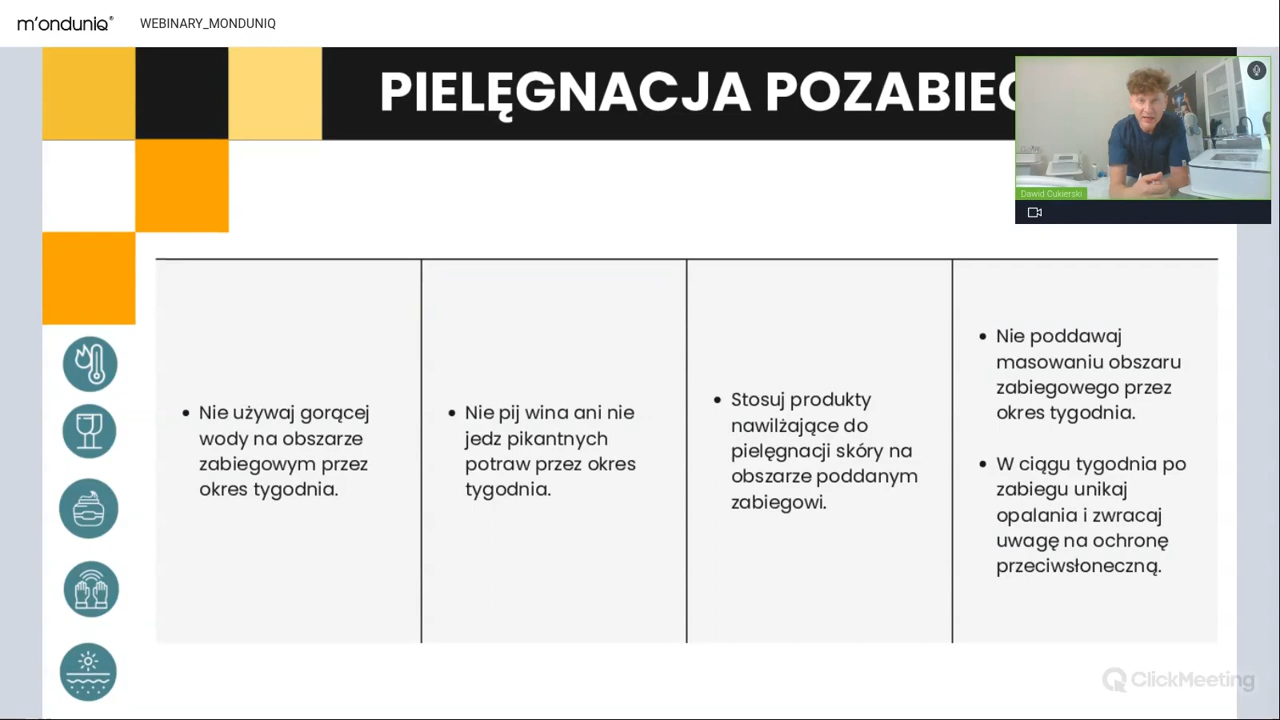 m'onduniq®
WEBINARY_MONDUNIQ
PIELĘGNACJA
Dawid Cukierski
Nie używaj gorącej
wody na obszarze
zabiegowym przez
okres tygodnia.
Nie pij wina ani nie
jedz pikantnych
potraw przez okres
tygodnia.
Stosuj produkty
nawilżające do
pielęgnacji skóry na
obszarze poddanym
zabiegowi.
Nie poddawaj
masowaniu obszaru
zabiegowego przez
okres tygodnia.
W ciągu tygodnia po
zabiegu unikaj
opalania i zwracaj
uwagę na ochronę
przeciwsłoneczną.
ClickMeeting